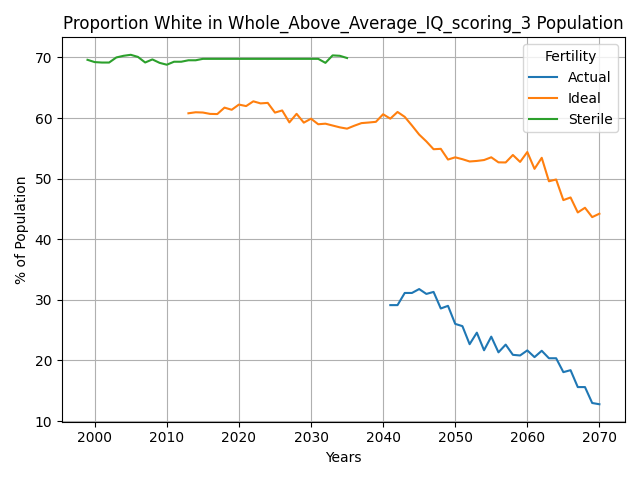 Proportion White in Whole_Above_Average_IQ_scoring_3 Population
% of Population
70
60
50
40
30
20
10
Fertility
Actual
Ideal
Sterile
2000 2010 2020 2030 2040 2050 2060 2070
Years